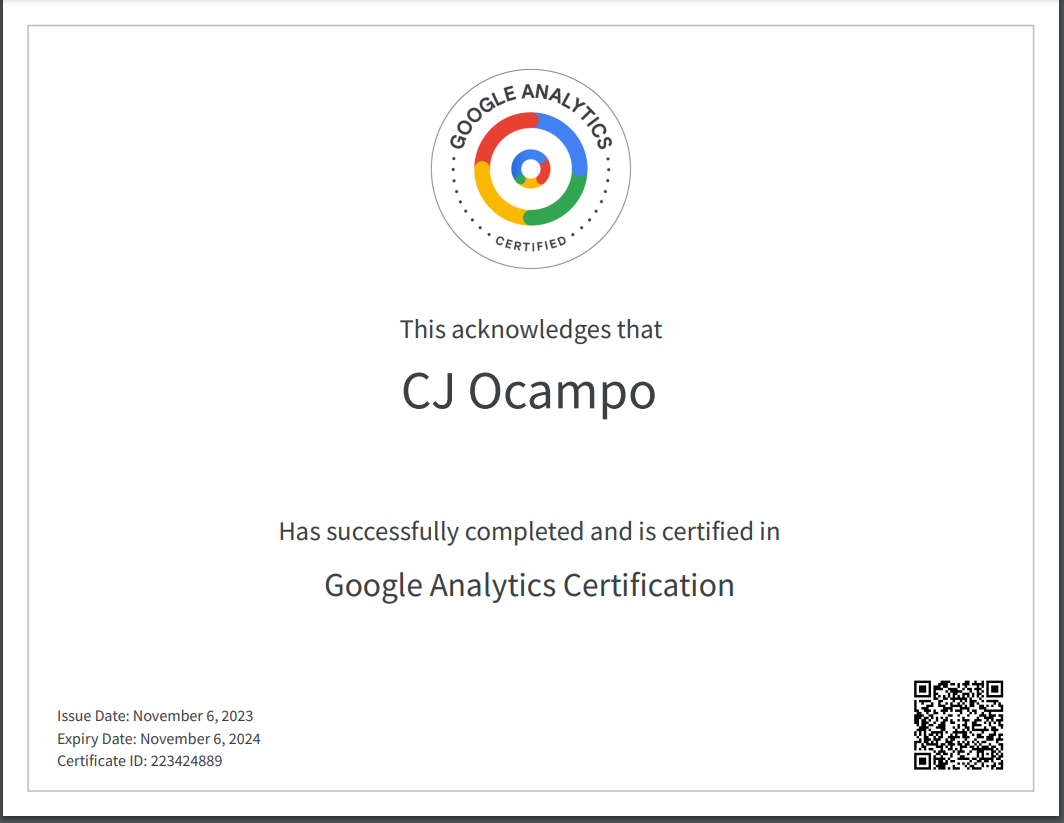 GOOGLE ANALYTICS
CERTIFIED
This acknowledges that
CJ Ocampo
Has successfully completed and is certified in
Google Analytics Certification
Issue Date: November 6, 2023
Expiry Date: November 6, 2024
Certificate ID: 223424889